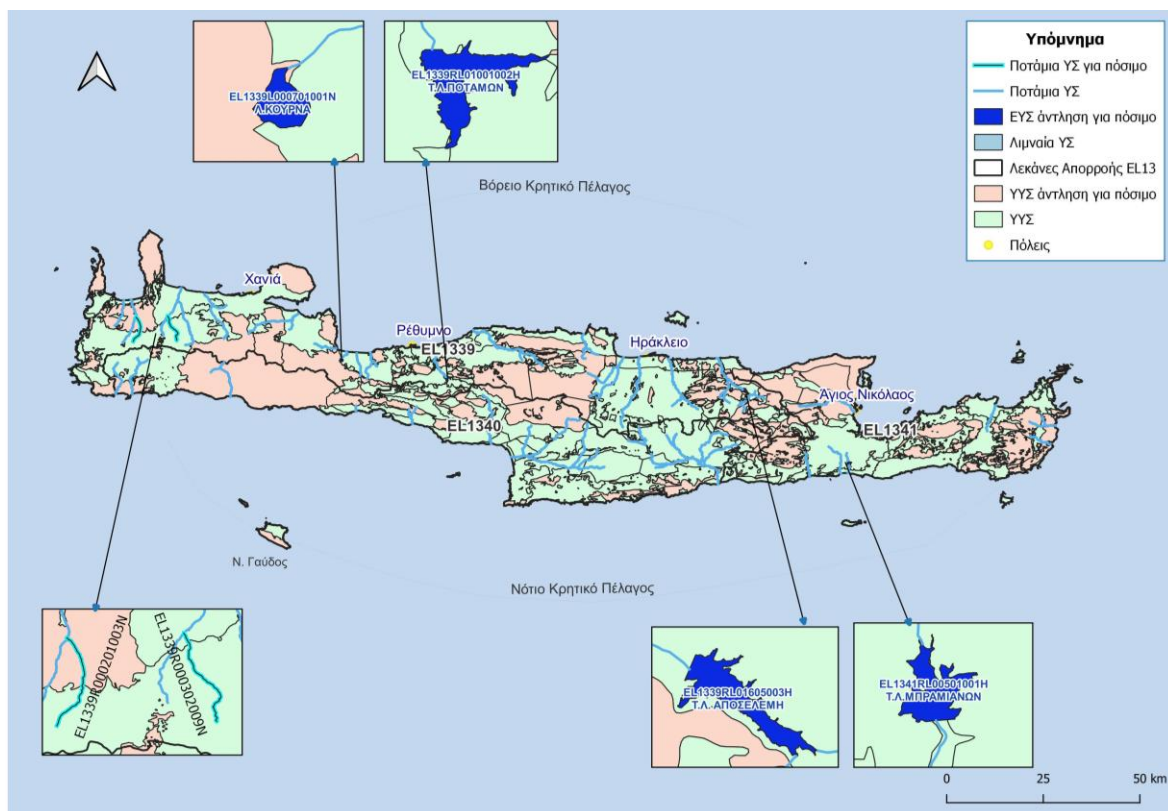 EL1339L000701001N
Λ.ΚΟΥΡΝΑ
EL1339RL01001002H
Τ.Λ.ΠΟΤΑΜΩΝ
Υπόμνημα
Ποτάμια ΥΣ για πόσιμο
Ποτάμια ΥΣ
ΕΥΣ άντληση για πόσιμο
Λιμναία ΥΣ
Λεκάνες Απορροής EL13
ΥΥΣ άντληση για πόσιμο
ΥΥΣ
Πόλεις
Βόρειο Κρητικό Πέλαγος
Χανιά
Ρέθυμνο
EL1339
Ηράκλειο
Άγιος Νικόλαος
EL1340
EL1341
Ν. Γαύδος
Νότιο Κρητικό Πέλαγος
EL1339R000201003N
EL1339R000302009N
EL1339RL01605003H
Τ.Λ. ΑΠΟΣΕΛΕΜΗ
EL1341RL00501001H
Τ.Λ.ΜΠΡΑΜΙΑΝΩΝ
0 25 50 km